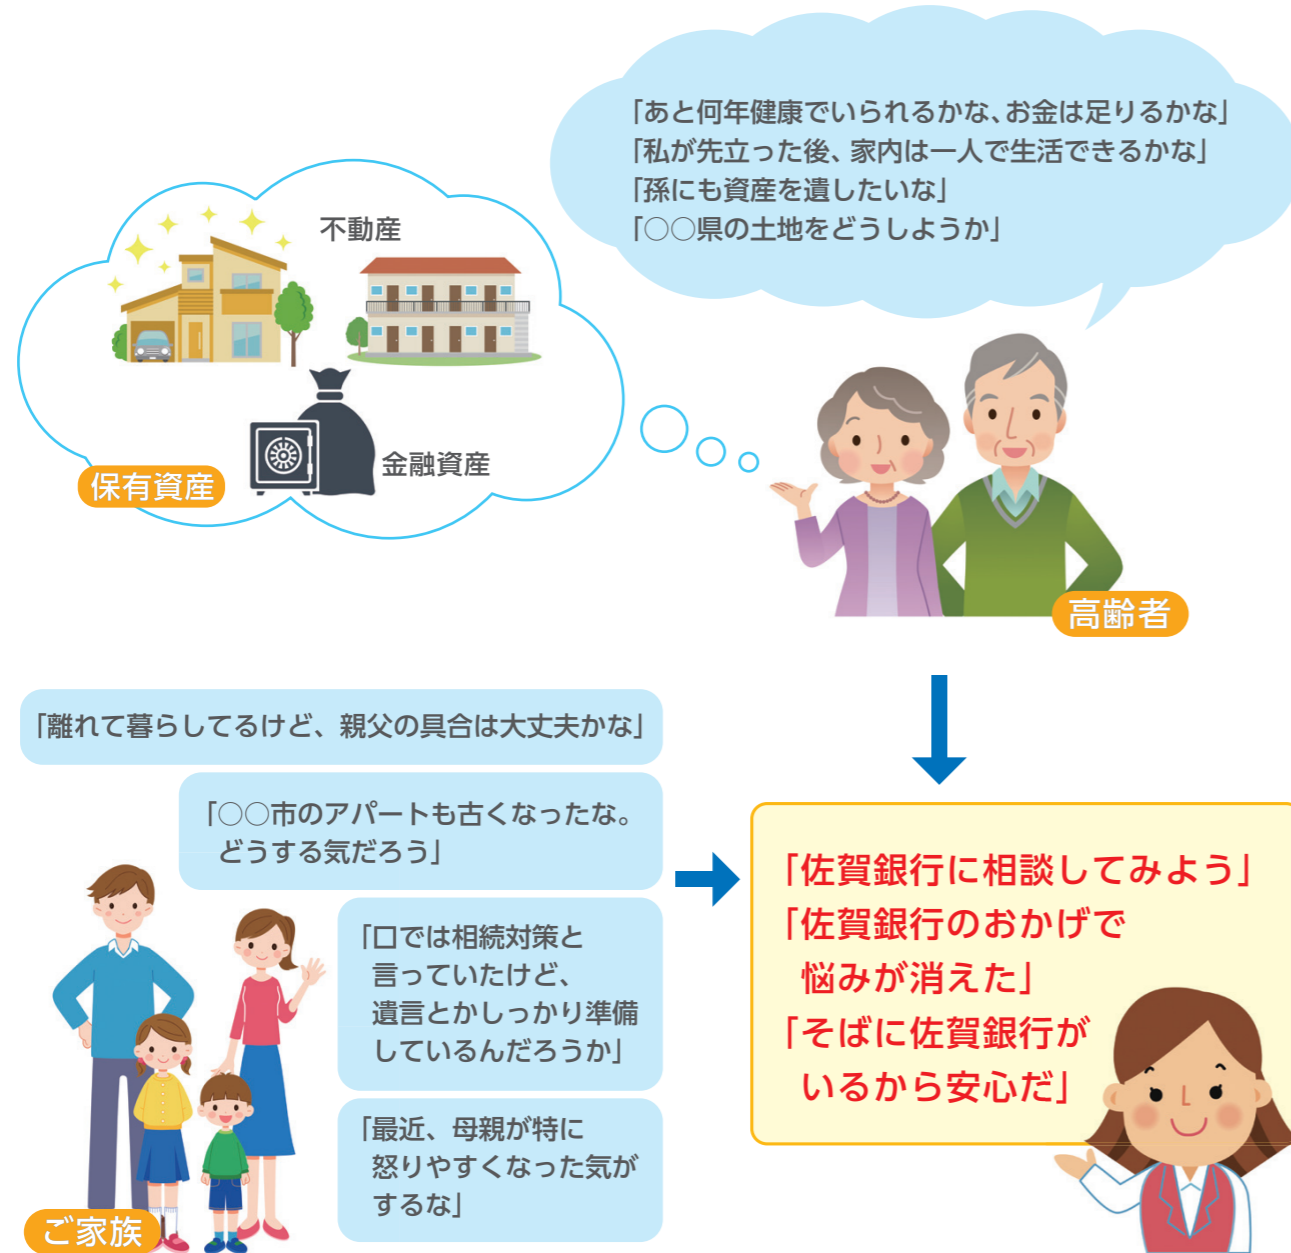 「あと何年健康でいられるかな、お金は足りるかな」
「私が先立った後、家内は一人で生活できるかな」
「孫にも資産を遺したいな」
「○○県の土地をどうしようか」
不動産
金融資産
保有資産
高齢者
「離れて暮らしてるけど、親父の具合は大丈夫かな」
「○○市のアパートも古くなったな。
どうする気だろう」
「口では相続対策と
言っていたけど、
遺言とかしっかり準備
しているんだろうか」
「最近、母親が特に
怒りやすくなった気が
するな」
ご家族
「佐賀銀行に相談してみよう」
「佐賀銀行のおかげで
悩みが消えた」
「そばに佐賀銀行が
いるから安心だ」